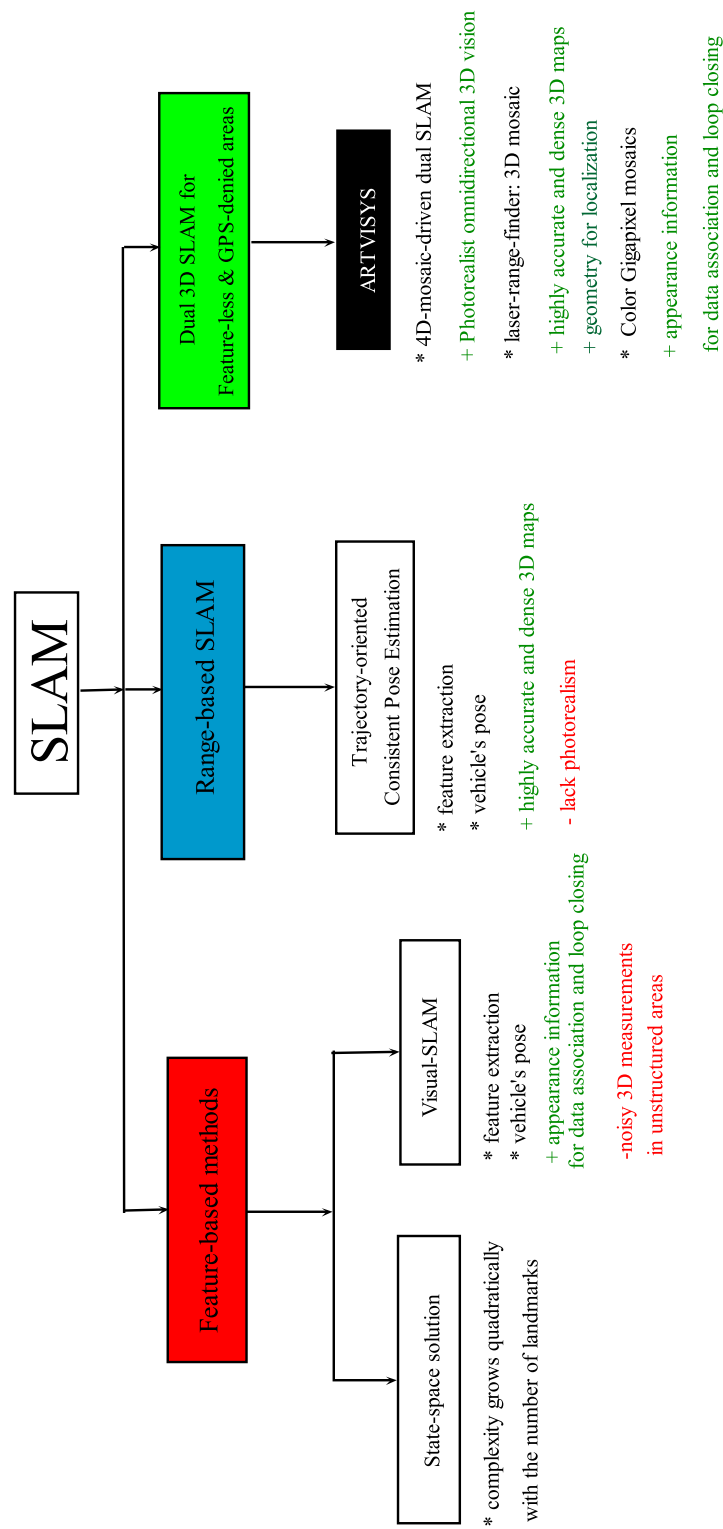 SLAM
Feature-based methods
State-space solution
* complexity grows quadratically
with the number of landmarks
Visual-SLAM
* feature extraction
* vehicle's pose
+ appearance information
for data association and loop closing
-noisy 3D measurements
in unstructured areas
Range-based SLAM
Trajectory-oriented
Consistent Pose Estimation
* feature extraction
* vehicle's pose
+ highly accurate and dense 3D maps
- lack photorealism
Dual 3D SLAM for
Feature-less & GPS-denied areas
ARTVISYS
* 4D-mosaic-driven dual SLAM
+ Photorealist omnidirectional 3D vision
* laser-range-finder: 3D mosaic
+ highly accurate and dense 3D maps
+ geometry for localization
* Color Gigapixel mosaics
+ appearance information
for data association and loop closing